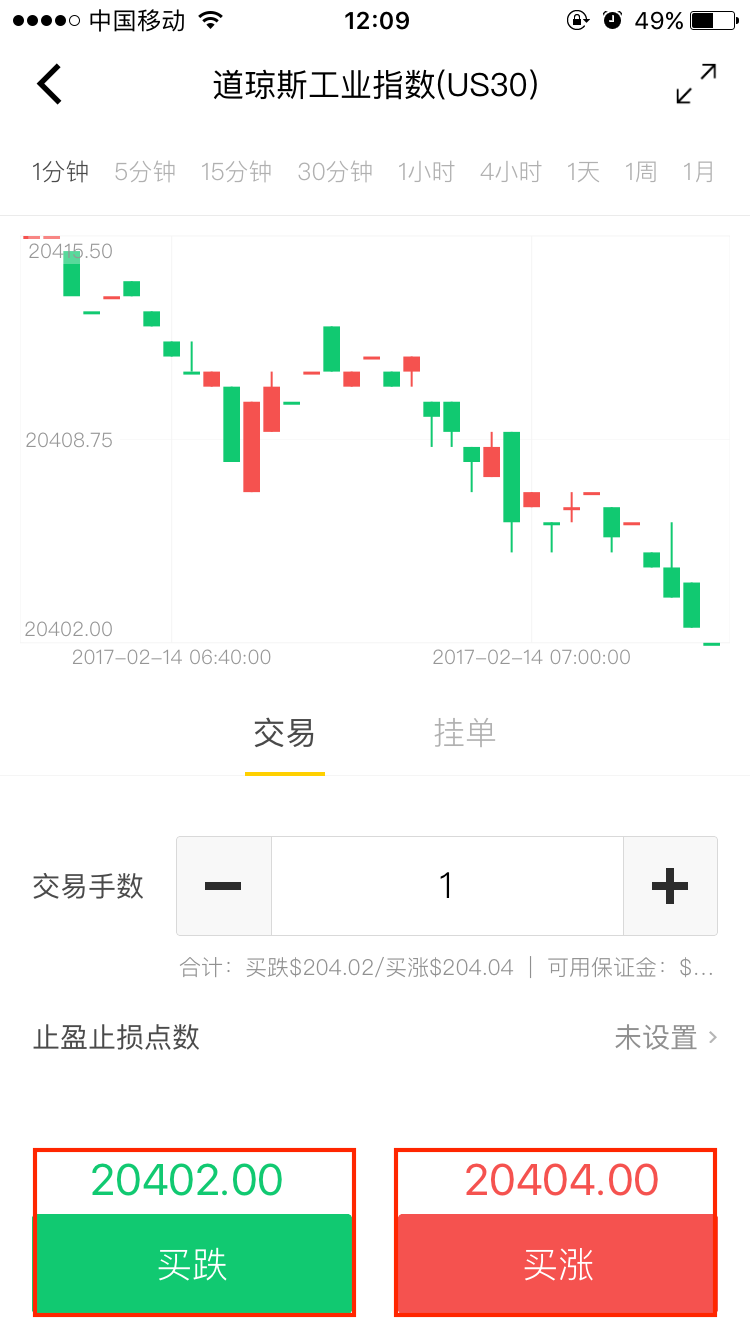 中国移动 12:09 49%
道琼斯工业指数(US30)
1分钟 5分钟 15分钟 30分钟 1小时 4小时 1天 1周 1月
20415.50
20408.75
20402.00
2017-02-14 06:40:00 2017-02-14 07:00:00
交易 挂单
交易手数 1
合计：买跌$204.02/买涨$204.04 | 可用保证金：$...
止盈止损点数 未设置
20402.00 20404.00
买跌 买涨